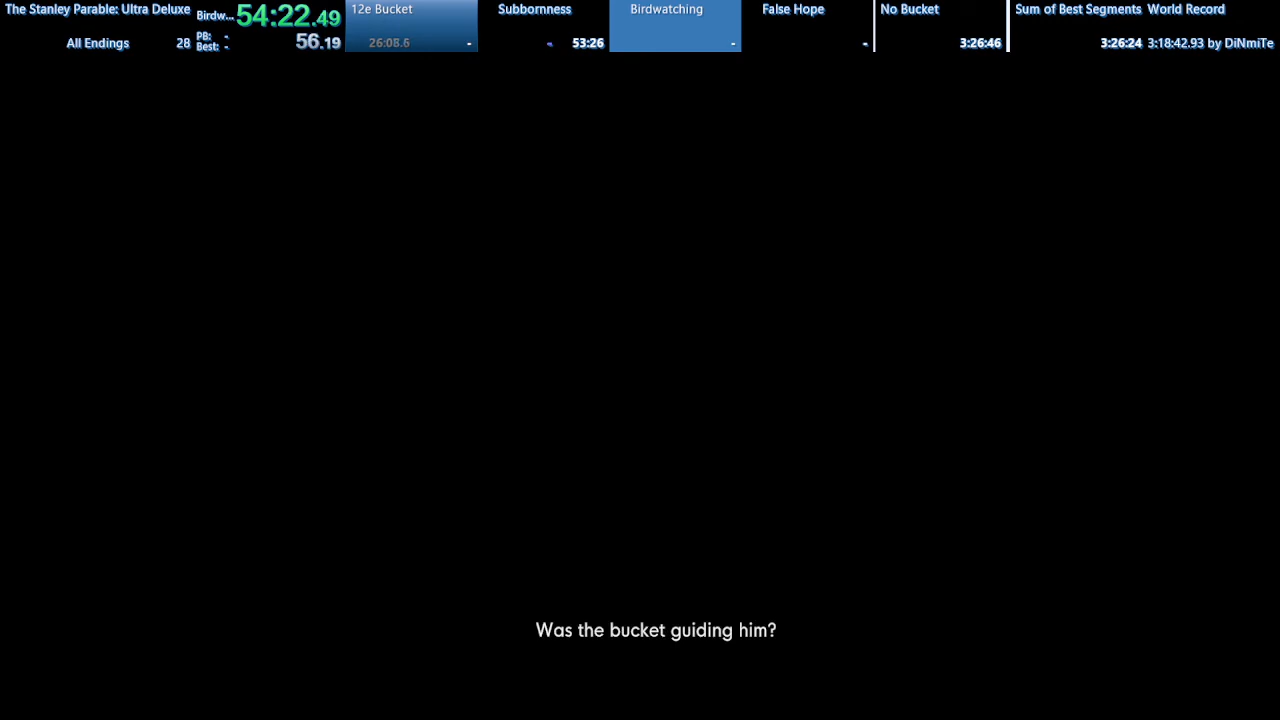 The Stanley Parable: Ultra Deluxe
All Endings 28
Birdw... 54:22.49
PB: -
Best: - 56.19
12e Bucket
26:08.6 -
Subbornness
- 53:26
Birdwatching
-
False Hope
-
No Bucket
3:26:46
Sum of Best Segments
3:26:24
World Record
3:18:42.93 by DiNmiTe
Was the bucket guiding him?